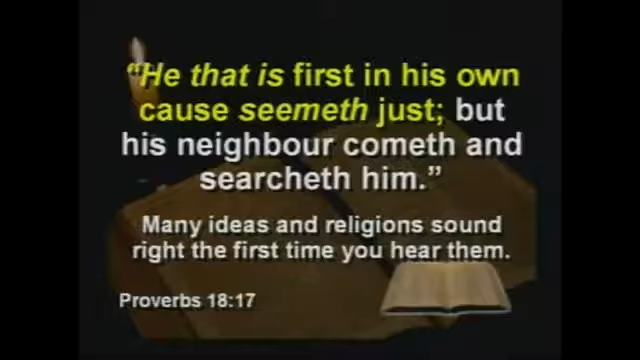 “He that is first in his own
cause seemeth just; but
his neighbour cometh and
searcheth him.”
Many ideas and religions sound
right the first time you hear them.
Proverbs 18:17